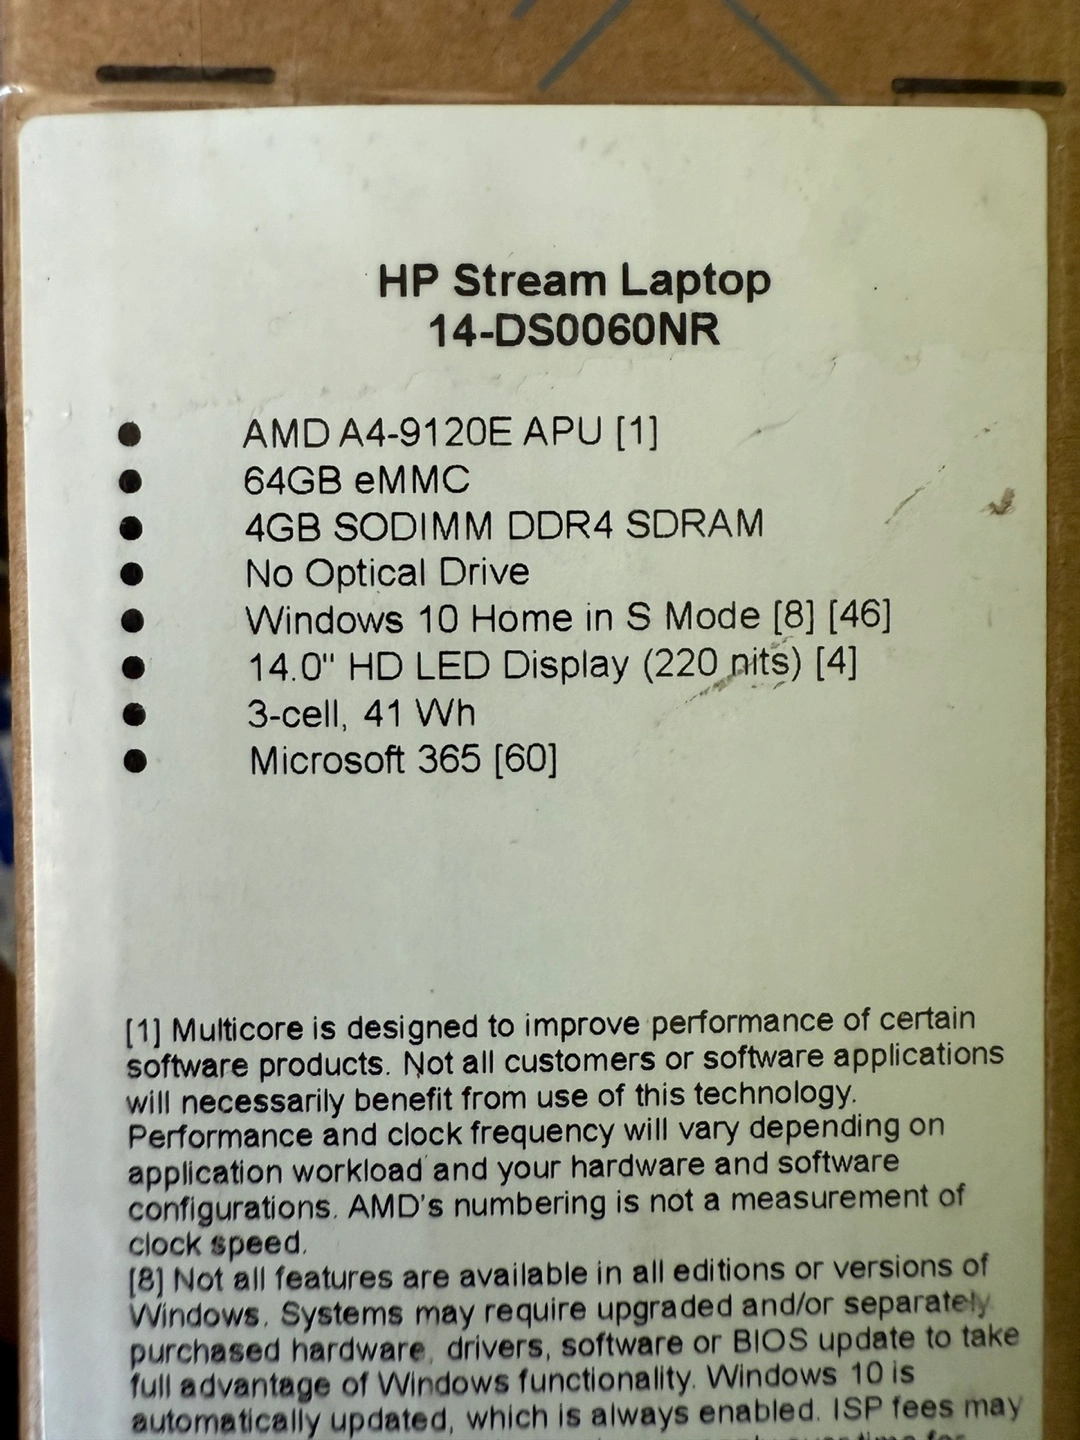 HP Stream Laptop
14-DS0060NR
● AMD A4-9120E APU [1]
● 64GB eMMC
● 4GB SODIMM DDR4 SDRAM
● No Optical Drive
● Windows 10 Home in S Mode [8] [46]
● 14.0" HD LED Display (220 nits) [4]
● 3-cell, 41 Wh
● Microsoft 365 [60]
[1] Multicore is designed to improve performance of certain
software products. Not all customers or software applications
will necessarily benefit from use of this technology.
Performance and clock frequency will vary depending on
application workload and your hardware and software
configurations. AMD's numbering is not a measurement of
clock speed.
[8] Not all features are available in all editions or versions of
Windows. Systems may require upgraded and/or separately
purchased hardware, drivers, software or BIOS update to take
full advantage of Windows functionality. Windows 10 is
automatically updated, which is always enabled. ISP fees may